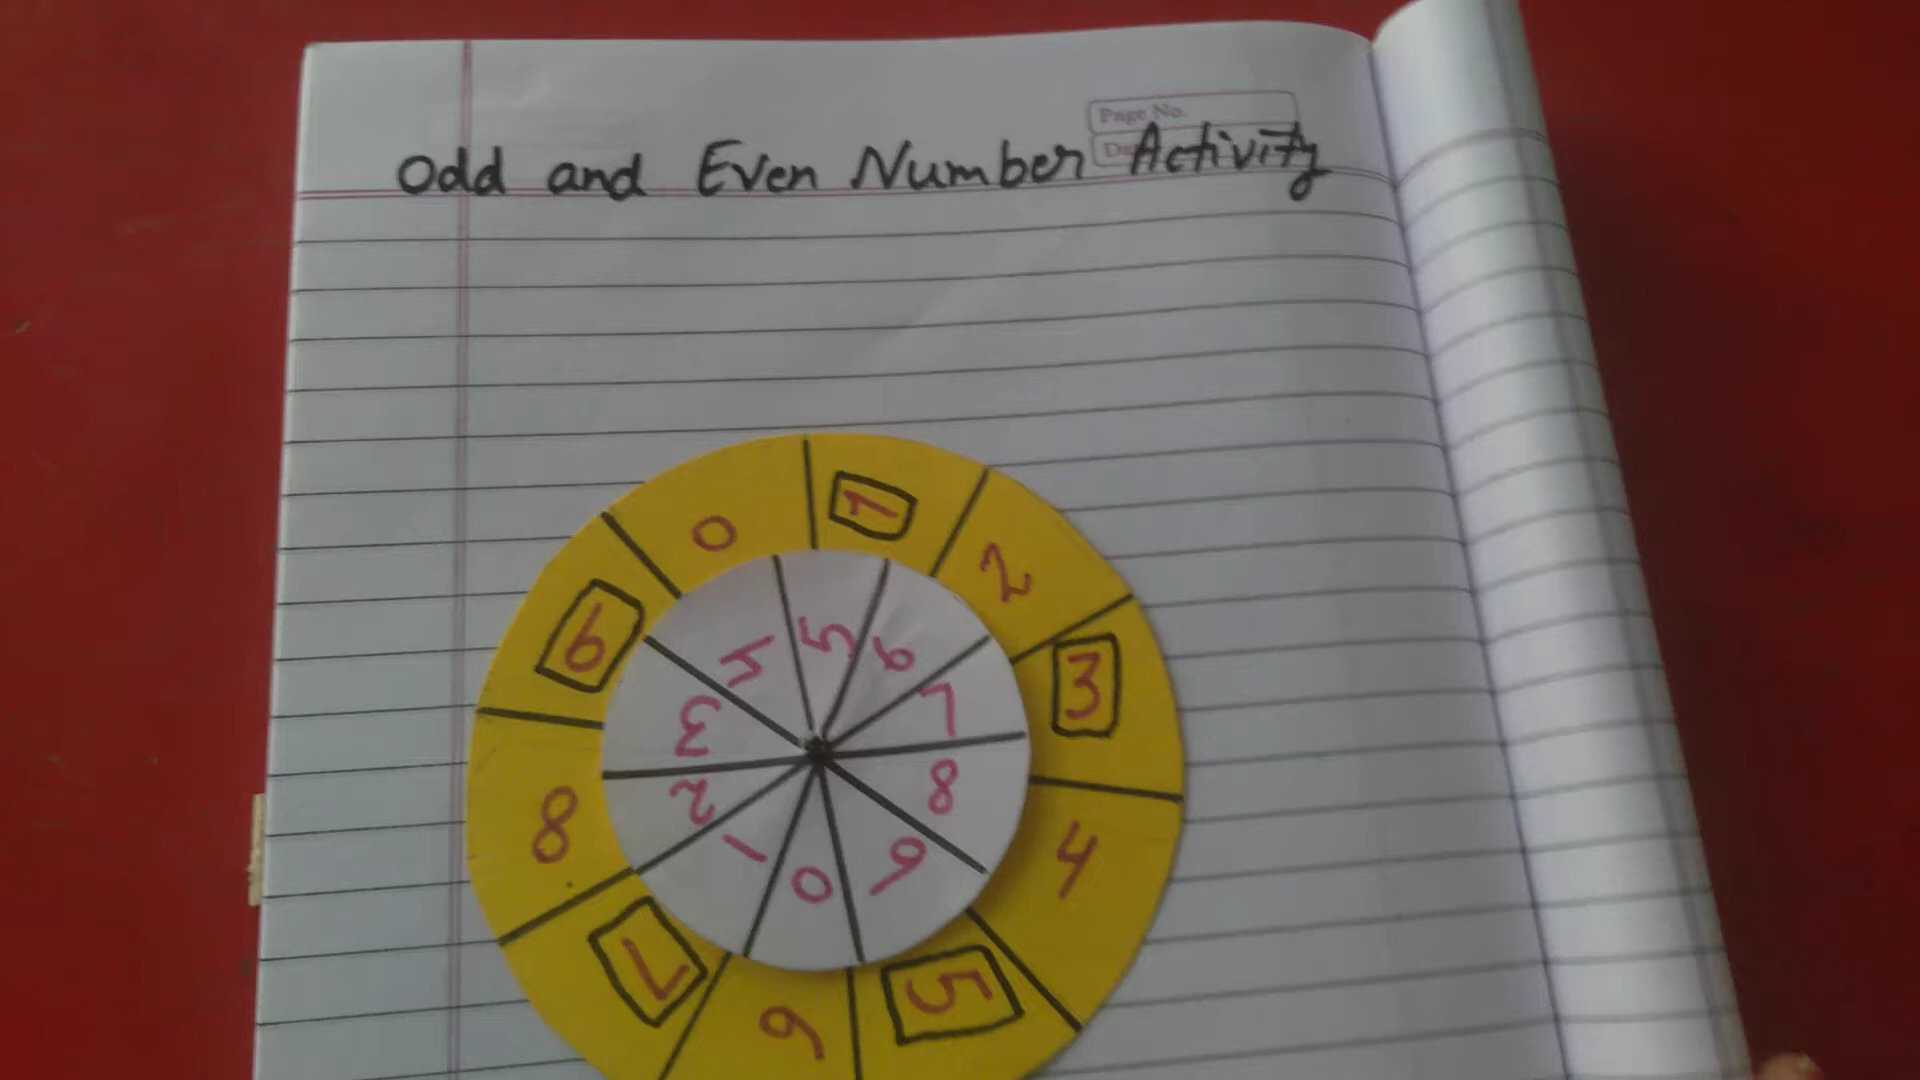 Page No.
Odd and Even Number Activity
0 1 2 3 4 5 6 7 8 9
0 1 2 3 4 5 6 7 8 9